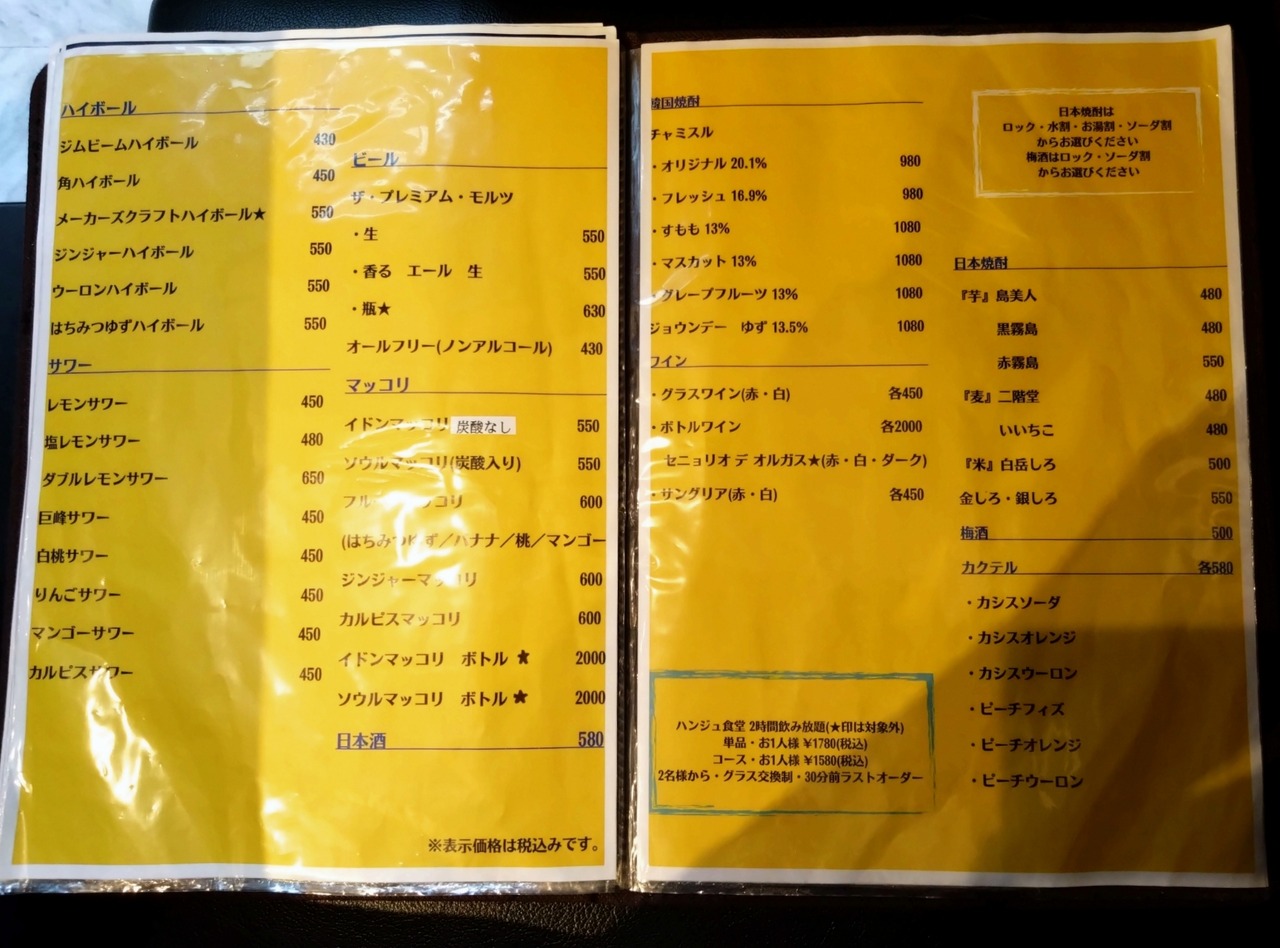 ハイボール
ジムビームハイボール 430
角ハイボール 450
メーカーズクラフトハイボール★ 550
ジンジャーハイボール 550
ウーロンハイボール 550
はちみつゆずハイボール 550
サワー
レモンサワー 450
塩レモンサワー 480
ダブルレモンサワー 650
巨峰サワー 450
白桃サワー 450
りんごサワー 450
マンゴーサワー 450
カルピスサワー 450
ビール
ザ・プレミアム・モルツ
・生 550
・香る エール 生 550
・瓶★ 630
オールフリー(ノンアルコール) 430
マッコリ
イドンマッコリ 炭酸なし 550
ソウルマッコリ(炭酸入り) 550
フルーツマッコリ 600
(はちみつゆず/バナナ/桃/マンゴー
ジンジャーマッコリ 600
カルピスマッコリ 600
イドンマッコリ ボトル ★ 2000
ソウルマッコリ ボトル ★ 2000
日本酒 580
※表示価格は税込みです。
韓国焼酎
チャミスル
・オリジナル 20.1% 980
・フレッシュ 16.9% 980
・すもも 13% 1080
・マスカット 13% 1080
・グレープフルーツ 13% 1080
ジョウンデー ゆず 13.5% 1080
ワイン
・グラスワイン(赤・白) 各450
・ボトルワイン 各2000
セニョリオ デ オルガス★(赤・白・ダーク)
・サングリア(赤・白) 各450
ハンジュ食堂 2時間飲み放題(★印は対象外)
単品・お1人様 ¥1780(税込)
コース・お1人様 ¥1580(税込)
2名様から・グラス交換制・30分前ラストオーダー
日本焼酎は
ロック・水割・お湯割・ソーダ割
からお選びください
梅酒はロック・ソーダ割
からお選びください
日本焼酎
『芋』島美人 480
黒霧島 480
赤霧島 550
『麦』二階堂 480
いいちこ 480
『米』白岳しろ 500
金しろ・銀しろ 550
梅酒 500
カクテル 各580
・カシスソーダ
・カシスオレンジ
・カシスウーロン
・ピーチフィズ
・ピーチオレンジ
・ピーチウーロン